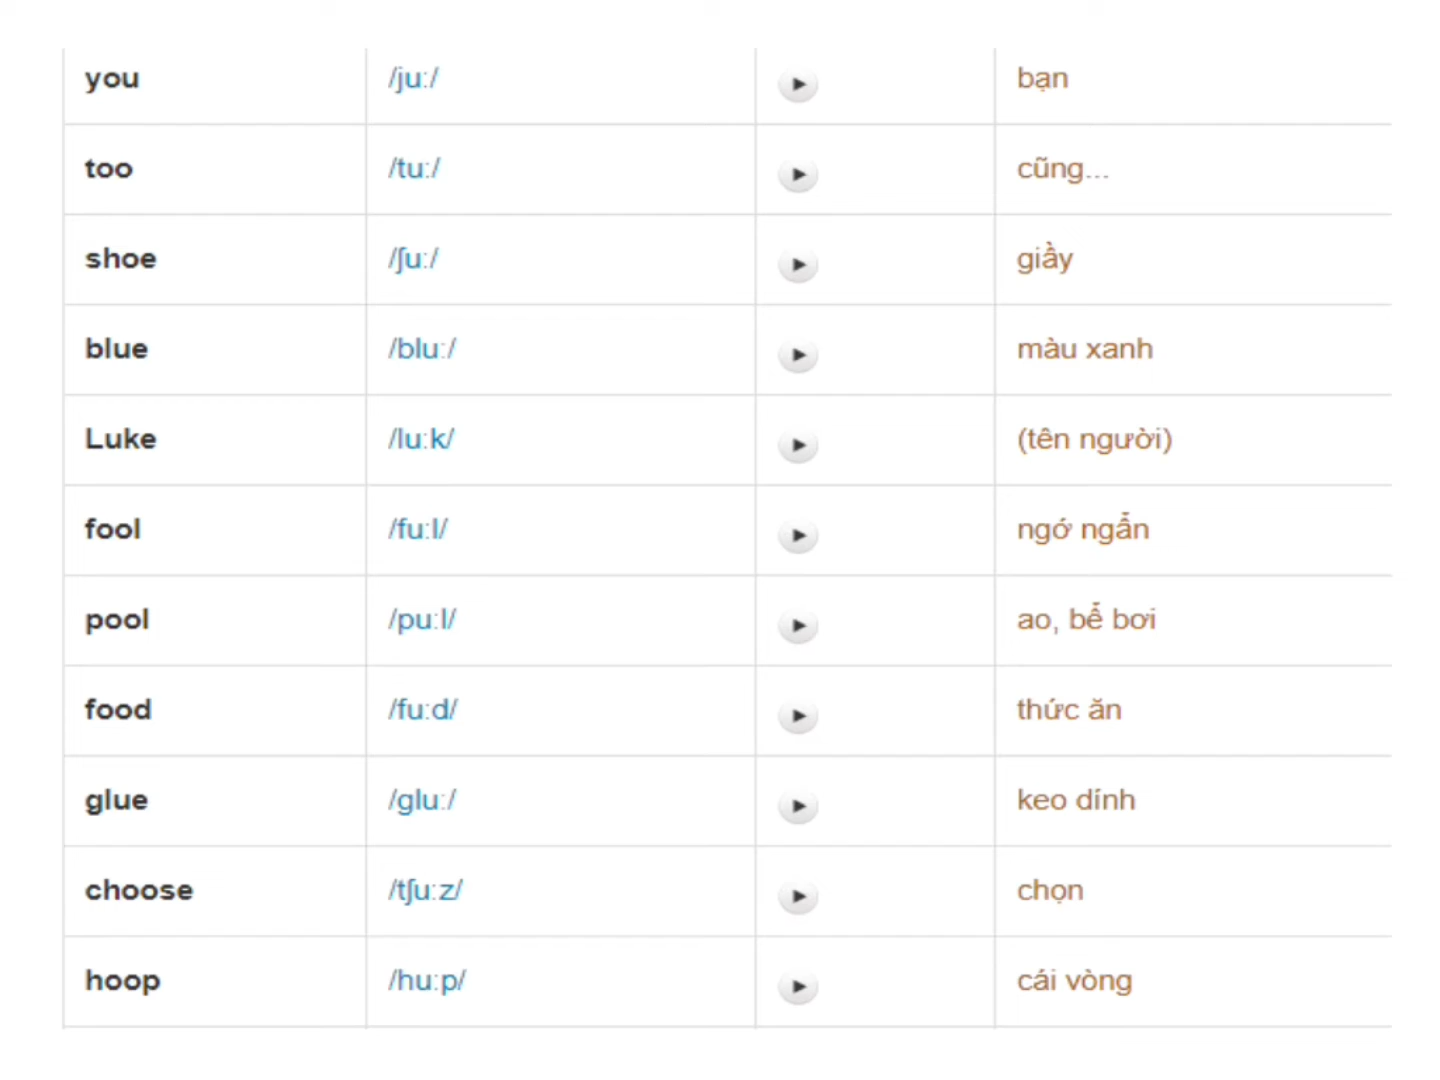 you /ju:/ bạn
too /tu:/ cũng...
shoe /ʃu:/ giầy
blue /blu:/ màu xanh
Luke /lu:k/ (tên người)
fool /fu:l/ ngớ ngẩn
pool /pu:l/ ao, bể bơi
food /fu:d/ thức ăn
glue /glu:/ keo dính
choose /tʃu:z/ chọn
hoop /hu:p/ cái vòng